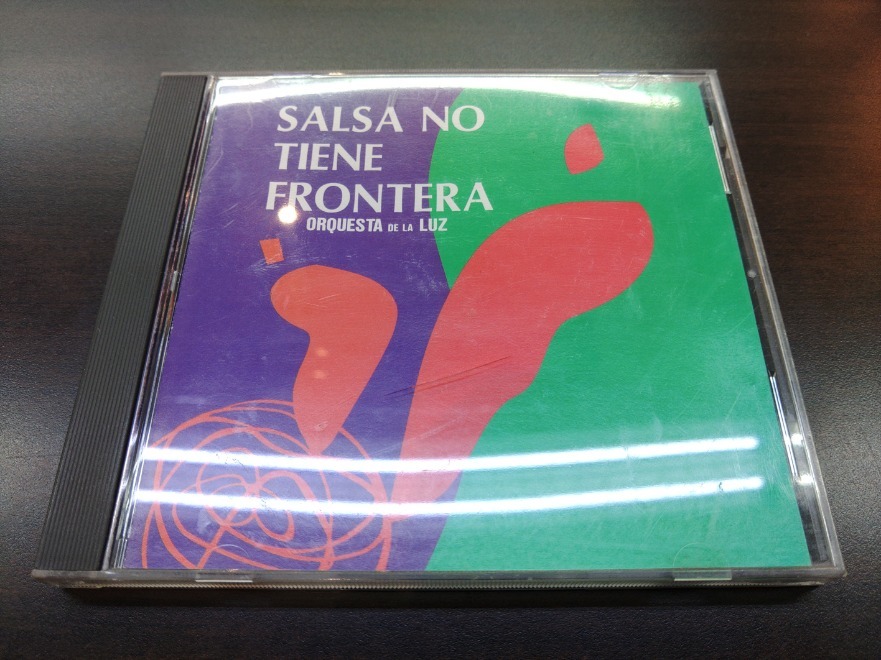 SALSA NO
TIENE
FRONTERA
ORQUESTA DE LA LUZ